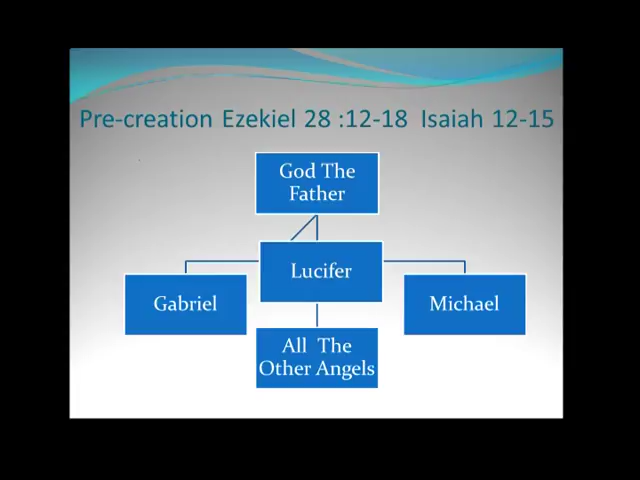 Pre-creation Ezekiel 28 :12-18 Isaiah 12-15
God The
Father
Lucifer
Gabriel
Michael
All The
Other Angels